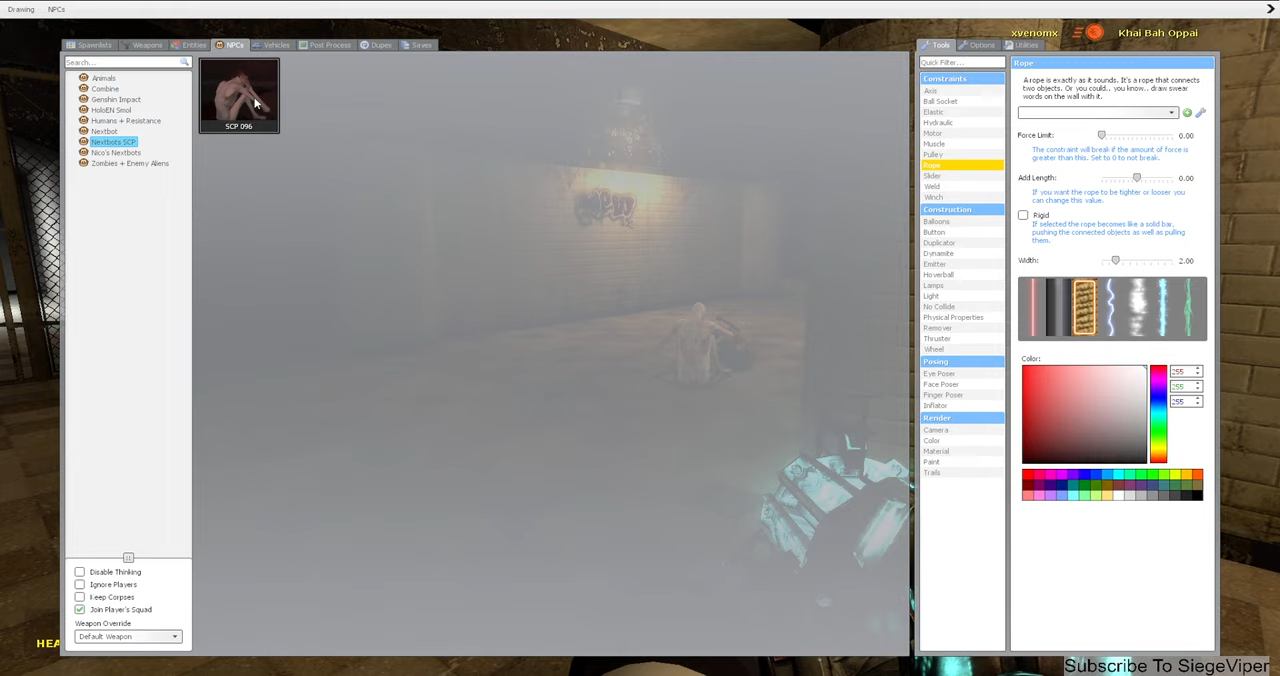 Drawing NPCs
xvenomx Khai Bah Oppai
Spawnlists Weapons Entities NPCs Vehicles Post Process Dupes Saves
Search...
Animals
Combine
Genshin Impact
HoloEN Smol
Humans + Resistance
Nextbot
Nextbots SCP
Nico's Nextbots
Zombies + Enemy Aliens
SCP 096
Disable Thinking
Ignore Players
Keep Corpses
Join Player's Squad
Weapon Override
Default Weapon
Tools Options Utilities
Quick Filter...
Constraints
Axis
Ball Socket
Elastic
Hydraulic
Motor
Muscle
Pulley
Rope
Slider
Weld
Winch
Construction
Balloons
Button
Duplicator
Dynamite
Emitter
Hoverball
Lamps
Light
No Collide
Physical Properties
Remover
Thruster
Wheel
Posing
Eye Poser
Face Poser
Finger Poser
Inflator
Render
Camera
Color
Material
Paint
Trails
Rope
A rope is exactly as it sounds. It's a rope that connects
two objects. Or you could.. you know.. draw swear
words on the wall with it.
Force Limit: 0.00
The constraint will break if the amount of force is
greater than this. Set to 0 to not break.
Add Length: 0.00
If you want the rope to be tighter or looser you
can change this value.
Rigid
If selected the rope becomes like a solid bar,
pushing the connected objects as well as pulling
them.
Width: 2.00
Color:
255
255
255
HEA
Subscribe To SiegeViper